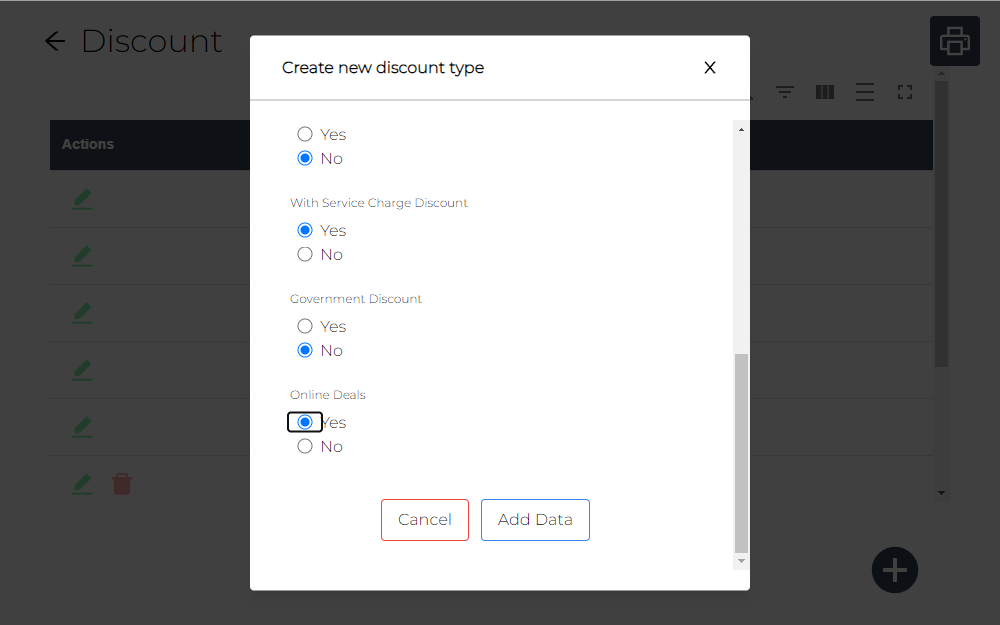 Discount
Create new discount type
X
Actions
Yes
No
With Service Charge Discount
Yes
No
Government Discount
Yes
No
Online Deals
Yes
No
Cancel
Add Data